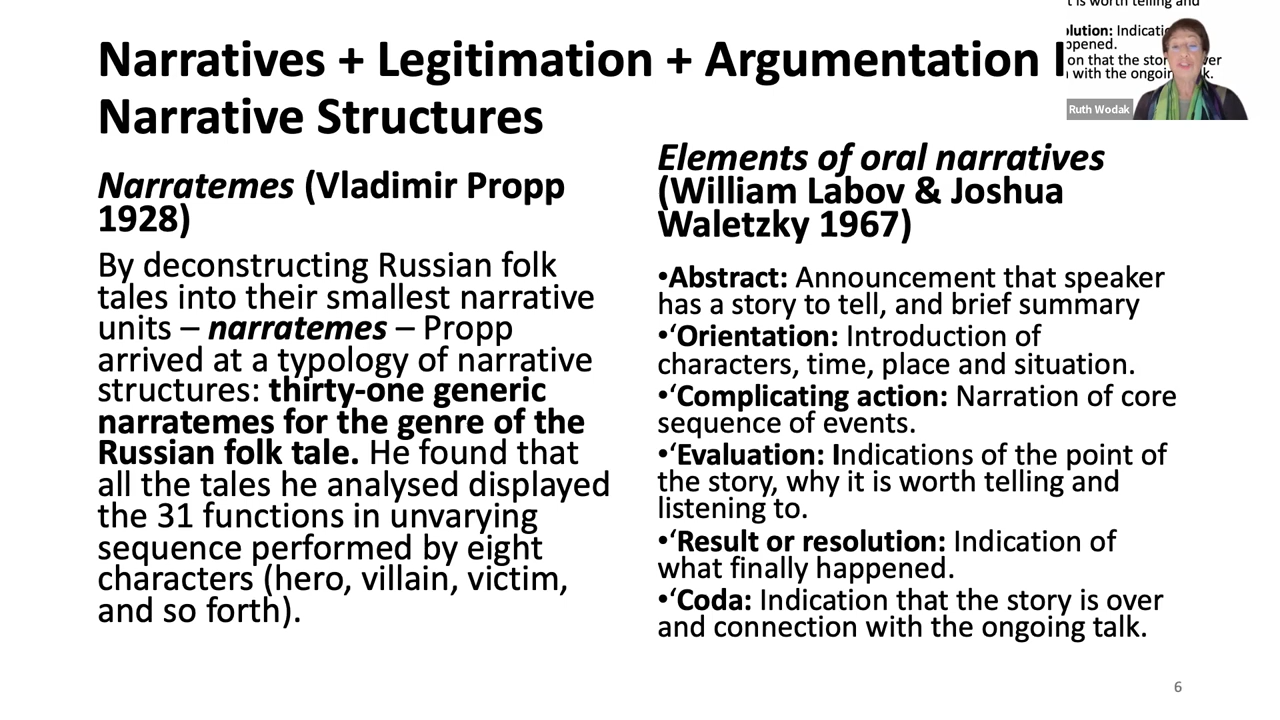 Narratives + Legitimation + Argumentation I
Narrative Structures
Narratemes (Vladimir Propp
1928)
By deconstructing Russian folk
tales into their smallest narrative
units – narratemes – Propp
arrived at a typology of narrative
structures: thirty-one generic
narratemes for the genre of the
Russian folk tale. He found that
all the tales he analysed displayed
the 31 functions in unvarying
sequence performed by eight
characters (hero, villain, victim,
and so forth).
Elements of oral narratives
(William Labov & Joshua
Waletzky 1967)
•Abstract: Announcement that speaker
has a story to tell, and brief summary
•‘Orientation: Introduction of
characters, time, place and situation.
•‘Complicating action: Narration of core
sequence of events.
•‘Evaluation: Indications of the point of
the story, why it is worth telling and
listening to.
•‘Result or resolution: Indication of
what finally happened.
•‘Coda: Indication that the story is over
and connection with the ongoing talk.
t is worth telling and
olution: Indicati
opened.
on that the sto er
with the ongoin k.
Ruth Wodak
6